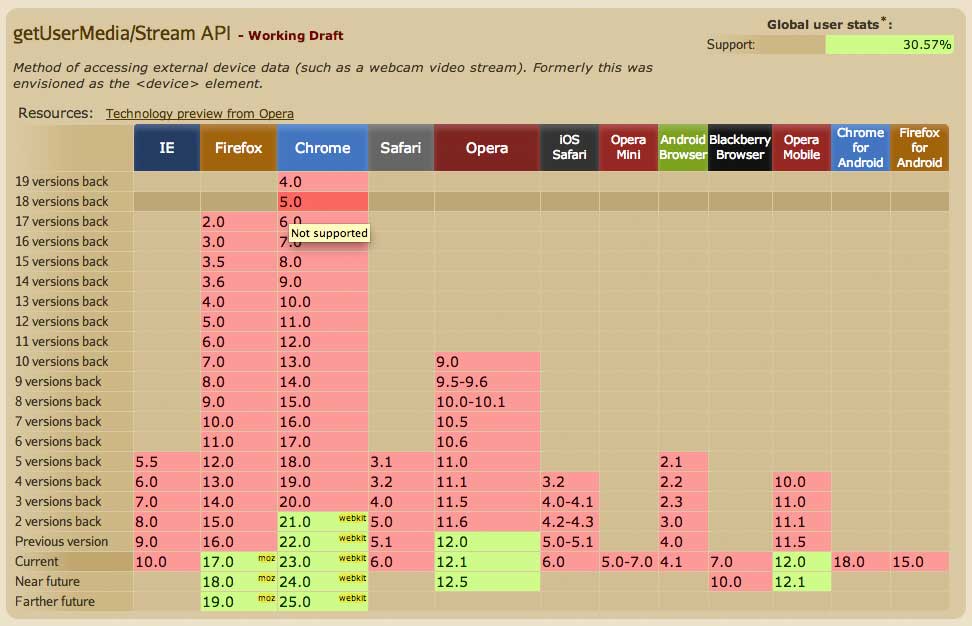 getUserMedia/Stream API - Working Draft
Global user stats*:
Support: 30.57%
Method of accessing external device data (such as a webcam video stream). Formerly this was
envisioned as the <device> element.
Resources: Technology preview from Opera
IE Firefox Chrome Safari Opera iOS Safari Opera Mini Android Browser Blackberry Browser Opera Mobile Chrome for Android Firefox for Android
19 versions back 4.0
18 versions back 5.0
17 versions back 2.0 6.0
Not supported
16 versions back 3.0 7.0
15 versions back 3.5 8.0
14 versions back 3.6 9.0
13 versions back 4.0 10.0
12 versions back 5.0 11.0
11 versions back 6.0 12.0
10 versions back 7.0 13.0 9.0
9 versions back 8.0 14.0 9.5-9.6
8 versions back 9.0 15.0 10.0-10.1
7 versions back 10.0 16.0 10.5
6 versions back 11.0 17.0 10.6
5 versions back 5.5 12.0 18.0 3.1 11.0 2.1
4 versions back 6.0 13.0 19.0 3.2 11.1 3.2 2.2 10.0
3 versions back 7.0 14.0 20.0 4.0 11.5 4.0-4.1 2.3 11.0
2 versions back 8.0 15.0 21.0 webkit 5.0 11.6 4.2-4.3 3.0 11.1
Previous version 9.0 16.0 22.0 webkit 5.1 12.0 5.0-5.1 4.0 11.5
Current 10.0 17.0 moz 23.0 webkit 6.0 12.1 6.0 5.0-7.0 4.1 7.0 12.0 18.0 15.0
Near future 18.0 moz 24.0 webkit 12.5 10.0 12.1
Farther future 19.0 moz 25.0 webkit